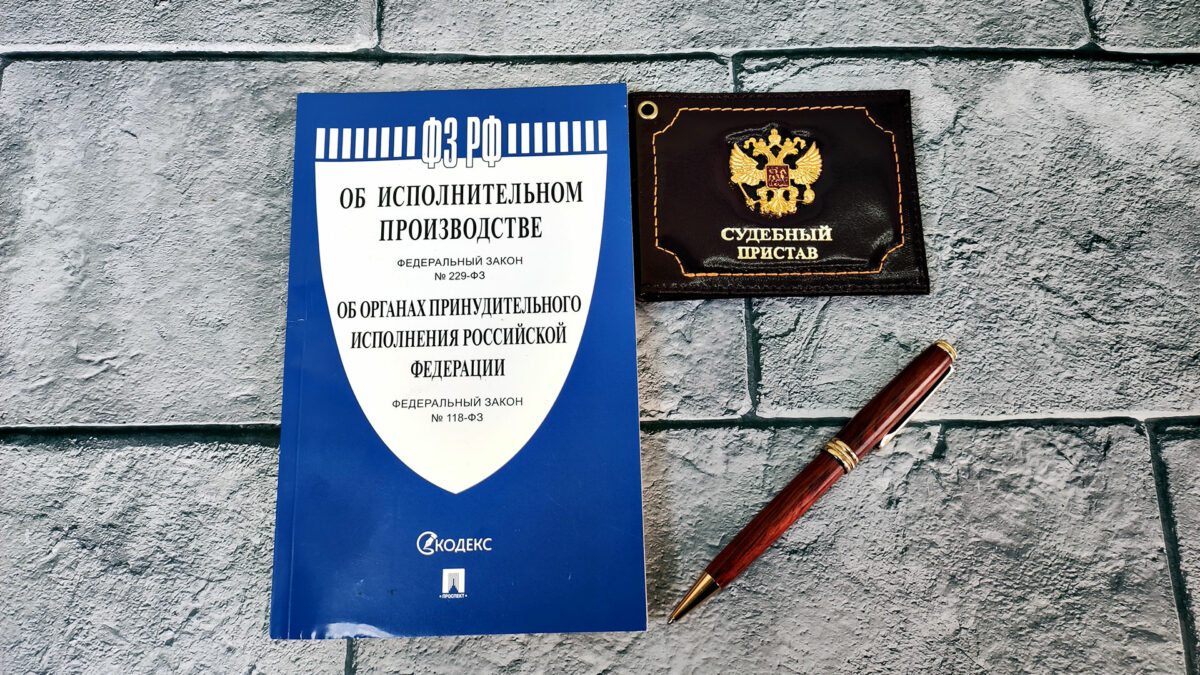 ФЗ РФ
ОБ ИСПОЛНИТЕЛЬНОМ
ПРОИЗВОДСТВЕ
ФЕДЕРАЛЬНЫЙ ЗАКОН
№ 229-ФЗ
ОБ ОРГАНАХ ПРИНУДИТЕЛЬНОГО
ИСПОЛНЕНИЯ РОССИЙСКОЙ
ФЕДЕРАЦИИ
ФЕДЕРАЛЬНЫЙ ЗАКОН
№ 118-ФЗ
КОДЕКС
•ПРОСПЕКТ•
СУДЕБНЫЙ
ПРИСТАВ